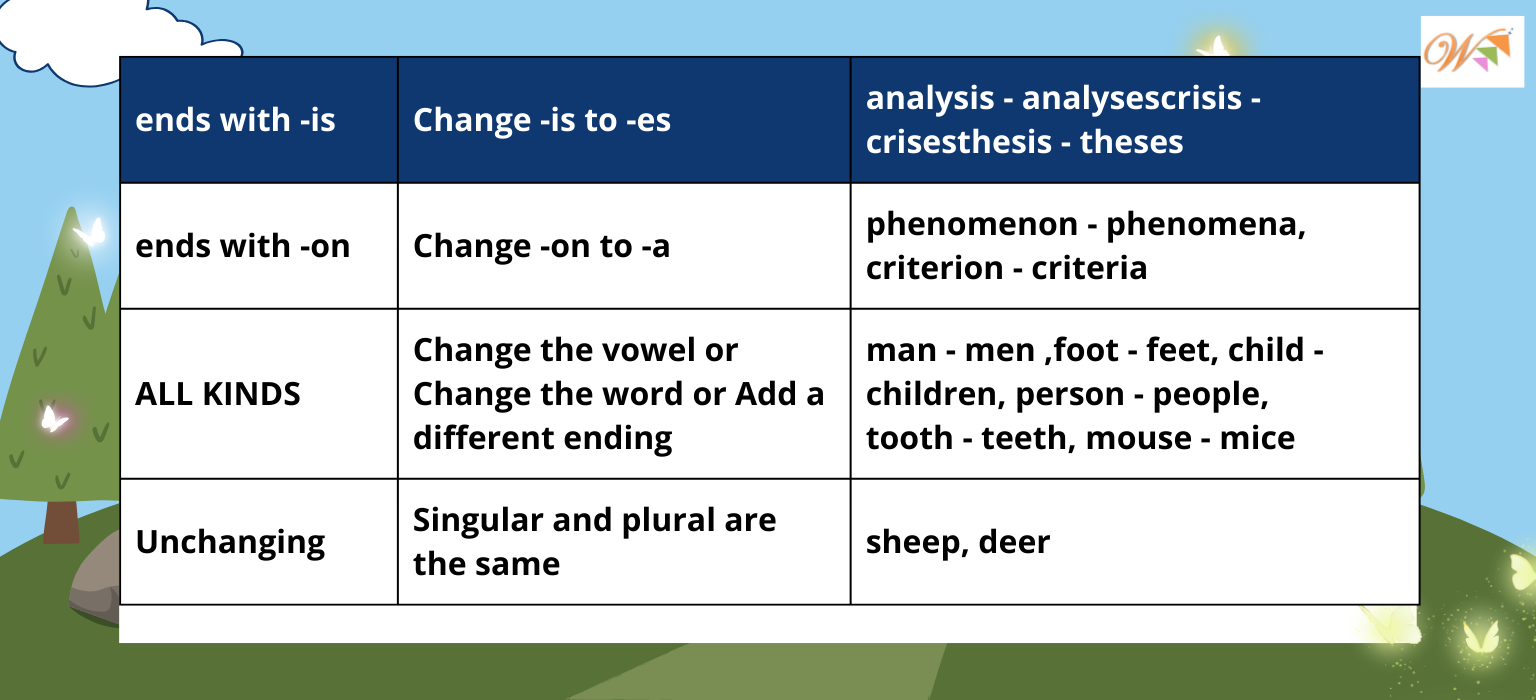 ends with -is
Change -is to -es
analysis - analysescrisis -
crisesthesis - theses
ends with -on
Change -on to -a
phenomenon - phenomena,
criterion - criteria
ALL KINDS
Change the vowel or
Change the word or Add a
different ending
man - men ,foot - feet, child -
children, person - people,
tooth - teeth, mouse - mice
Unchanging
Singular and plural are
the same
sheep, deer
W